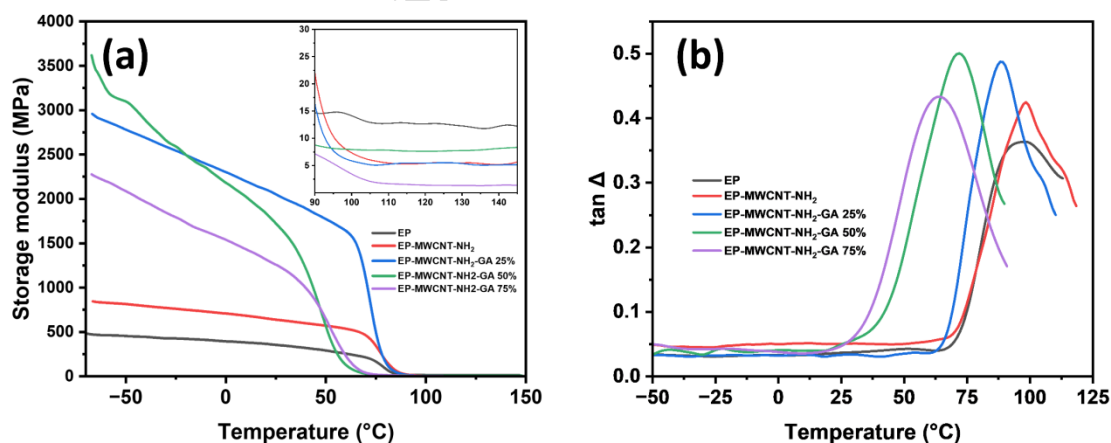 (a)
Storage modulus (MPa)
4000
3500
3000
2500
2000
1500
1000
500
0
−50
0
50
100
150
Temperature (°C)
30
25
20
15
10
5
90
100
110
120
130
140
EP
EP-MWCNT-NH₂
EP-MWCNT-NH₂-GA 25%
EP-MWCNT-NH2-GA 50%
EP-MWCNT-NH2-GA 75%
(b)
tan Δ
0.5
0.4
0.3
0.2
0.1
0.0
−50
−25
0
25
50
75
100
125
Temperature (°C)
EP
EP-MWCNT-NH₂
EP-MWCNT-NH₂-GA 25%
EP-MWCNT-NH₂-GA 50%
EP-MWCNT-NH₂-GA 75%